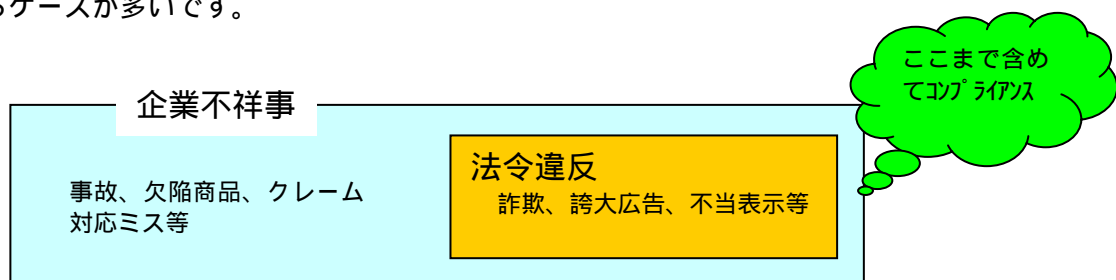 るケースが多いです。
ここまで含め
てｺﾝﾌﾟﾗｲｱﾝｽ
企業不祥事
法令違反
詐欺、誇大広告、不当表示等
事故、欠陥商品、クレーム
対応ミス等